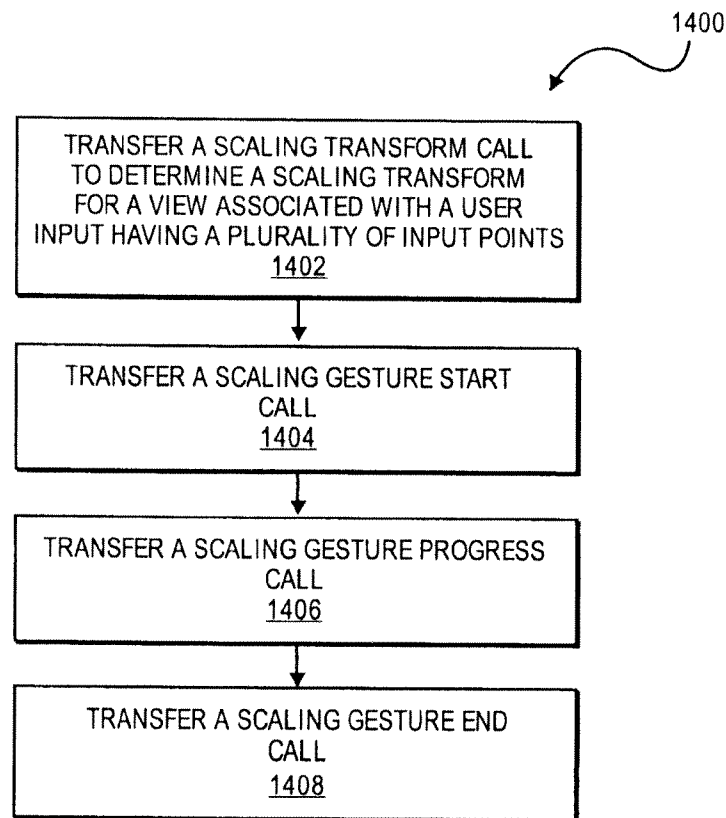 1400
TRANSFER A SCALING TRANSFORM CALL
TO DETERMINE A SCALING TRANSFORM
FOR A VIEW ASSOCIATED WITH A USER
INPUT HAVING A PLURALITY OF INPUT POINTS
1402
TRANSFER A SCALING GESTURE START
CALL
1404
TRANSFER A SCALING GESTURE PROGRESS
CALL
1406
TRANSFER A SCALING GESTURE END
CALL
1408